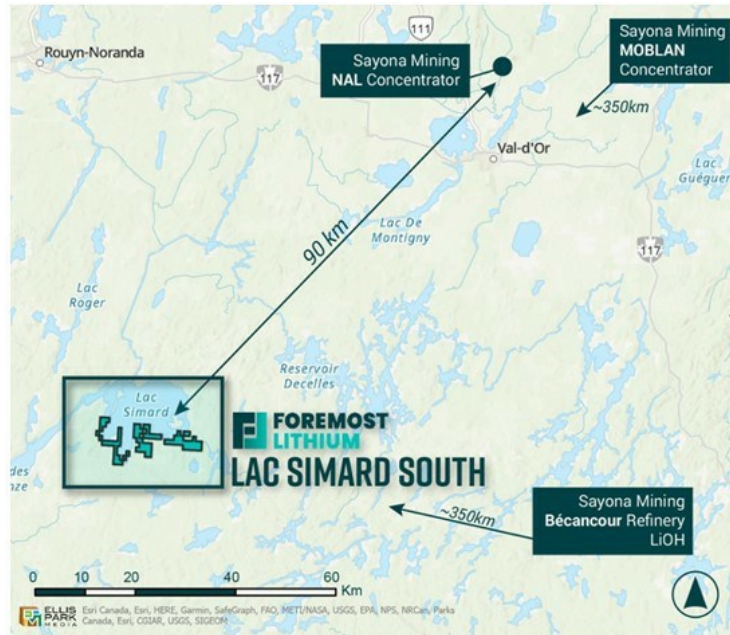 Rouyn-Noranda
111
117
Sayona Mining
NAL Concentrator
Sayona Mining
MOBLAN
Concentrator
~350km
Val-d'Or
Lac
Guéguen
Lac De
Montigny
117
90 km
Lac
Roger
Reservoir
Decelles
Lac
Simard
FOREMOST
LITHIUM
LAC SIMARD SOUTH
des
nze
~350km
Sayona Mining
Bécancour Refinery
LiOH
0 10 20 40 60
Km
ELLIS
PARK
MEDIA
Esri Canada, Esri, HERE, Garmin, SafeGraph, FAO, METI/NASA, USGS, EPA, NPS, NRCan, Parks
Canada, Esri, CGIAR, USGS, SIGEOM